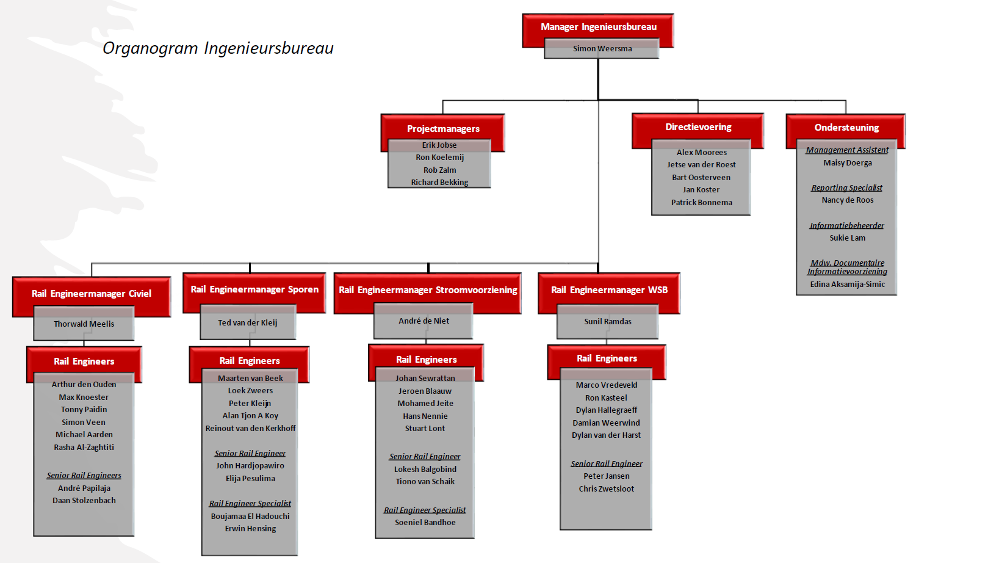 Organogram Ingenieursbureau
Manager Ingenieursbureau
Simon Weersma
Projectmanagers
Erik Jobse
Ron Koelemij
Rob Zalm
Richard Bekking
Directievoering
Alex Moorees
Jetse van der Roest
Bart Oosterveen
Jan Koster
Patrick Bonnema
Ondersteuning
Management Assistent
Maisy Doerga
Reporting Specialist
Nancy de Roos
Informatiebeheerder
Sukie Lam
Mdw. Documentaire
Informatievoorziening
Edina Aksamija-Simic
Rail Engineermanager Civiel
Thorwald Meelis
Rail Engineers
Arthur den Ouden
Max Knoester
Tonny Paidin
Simon Veen
Michael Aarden
Rasha Al-Zaghtiti
Senior Rail Engineers
André Papilaja
Daan Stolzenbach
Rail Engineermanager Sporen
Ted van der Kleij
Rail Engineers
Maarten van Beek
Loek Zweers
Peter Kleijn
Alan Tjon A Koy
Reinout van den Kerkhoff
Senior Rail Engineer
John Hardjopawiro
Elija Pesulima
Rail Engineer Specialist
Boujamaa El Hadouchi
Erwin Hensing
Rail Engineermanager Stroomvoorziening
André de Niet
Rail Engineers
Johan Sewrattan
Jeroen Blaauw
Mohamed Jeite
Hans Nennie
Stuart Lont
Senior Rail Engineer
Lokesh Balgobind
Tiono van Schaik
Rail Engineer Specialist
Soeniel Bandhoe
Rail Engineermanager WSB
Sunil Ramdas
Rail Engineers
Marco Vredeveld
Ron Kasteel
Dylan Hallegraeff
Damian Weerwind
Dylan van der Harst
Senior Rail Engineer
Peter Jansen
Chris Zwetsloot